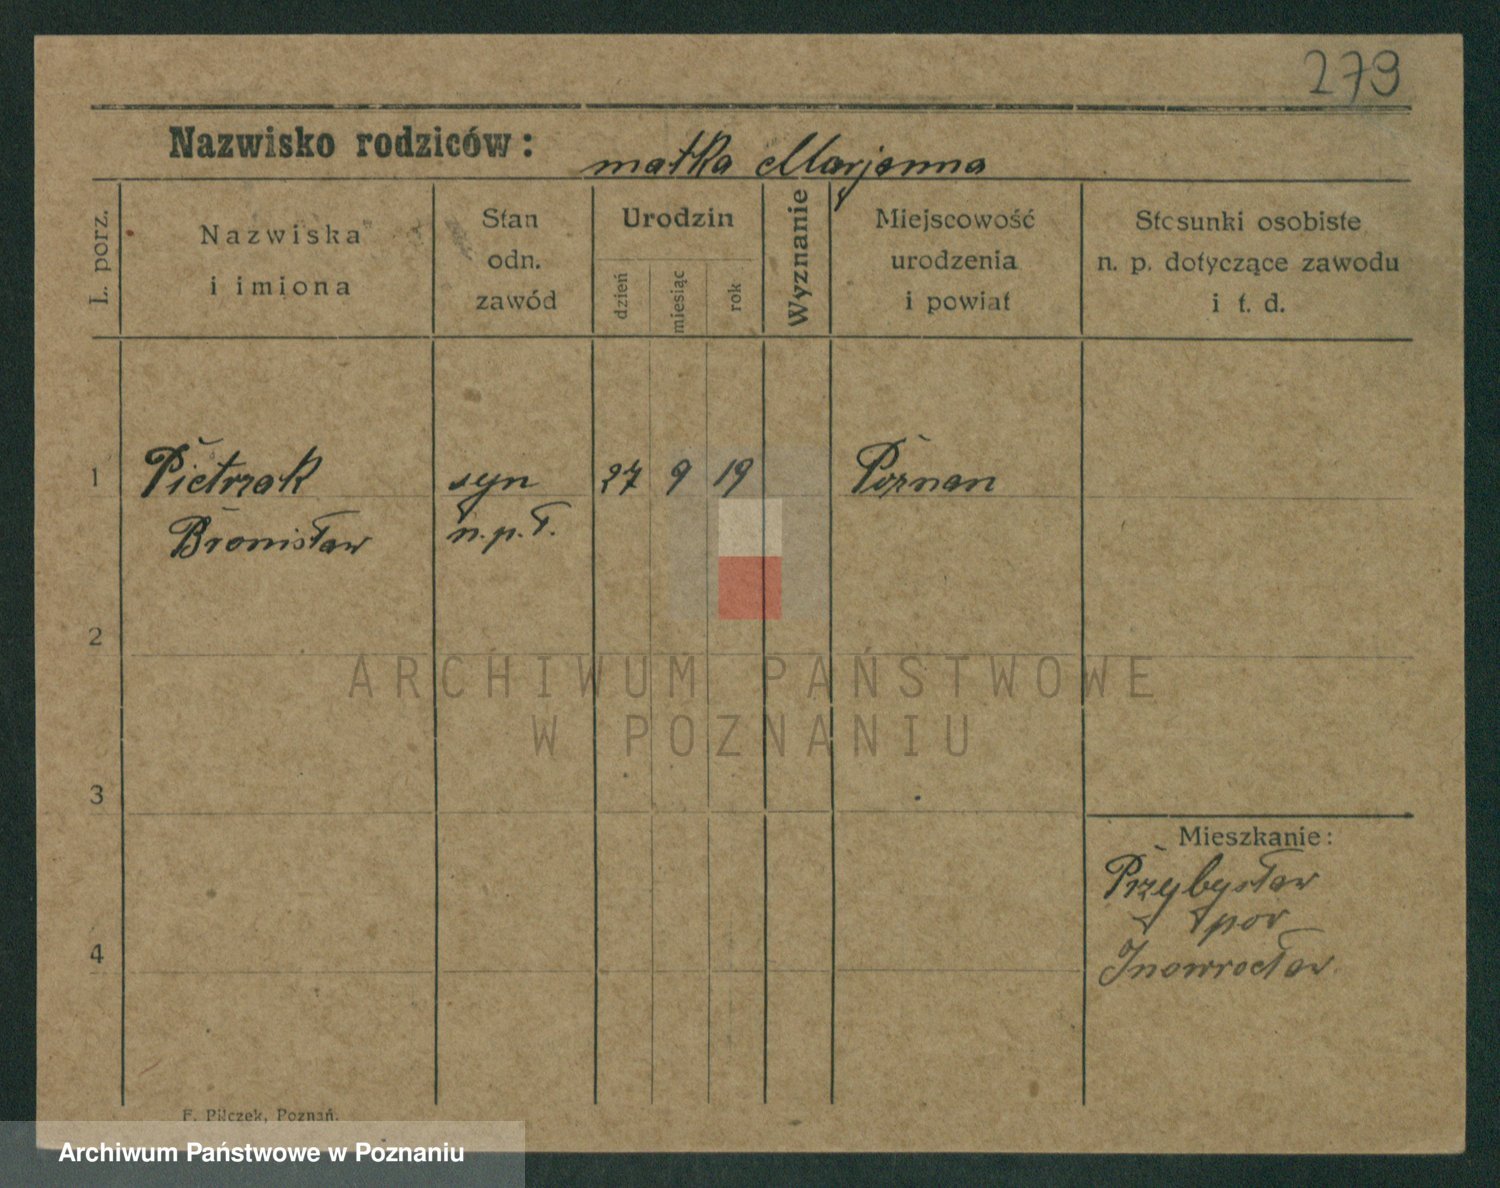 279
Nazwisko rodziców: matka Marjanna
L. porz.
Nazwiska
i imiona
Stan
odn.
zawód
Urodzin
dzień
miesiąc
rok
Wyznanie
Miejscowość
urodzenia
i powiat
Stosunki osobiste
n. p. dotyczące zawodu
i t. d.
1 Pietrzak syn 27 9 19 Poznan
Bronisław n. p. ł.
2
ARCHIWUM PAŃSTWOWE
W POZNANIU
3
Mieszkanie:
Przybysław
pow
4 Inowrocław.
F. Pilczek, Poznań.
Archiwum Państwowe w Poznaniu